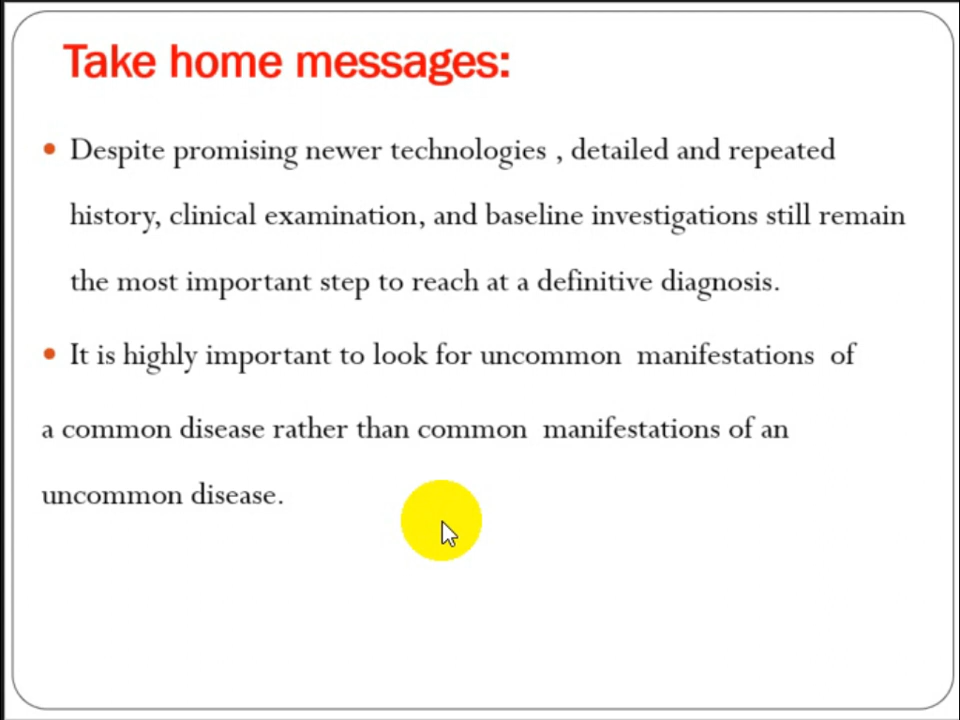 Take home messages:
• Despite promising newer technologies , detailed and repeated
history, clinical examination, and baseline investigations still remain
the most important step to reach at a definitive diagnosis.
• It is highly important to look for uncommon  manifestations  of
a common disease rather than common  manifestations of an
uncommon disease.